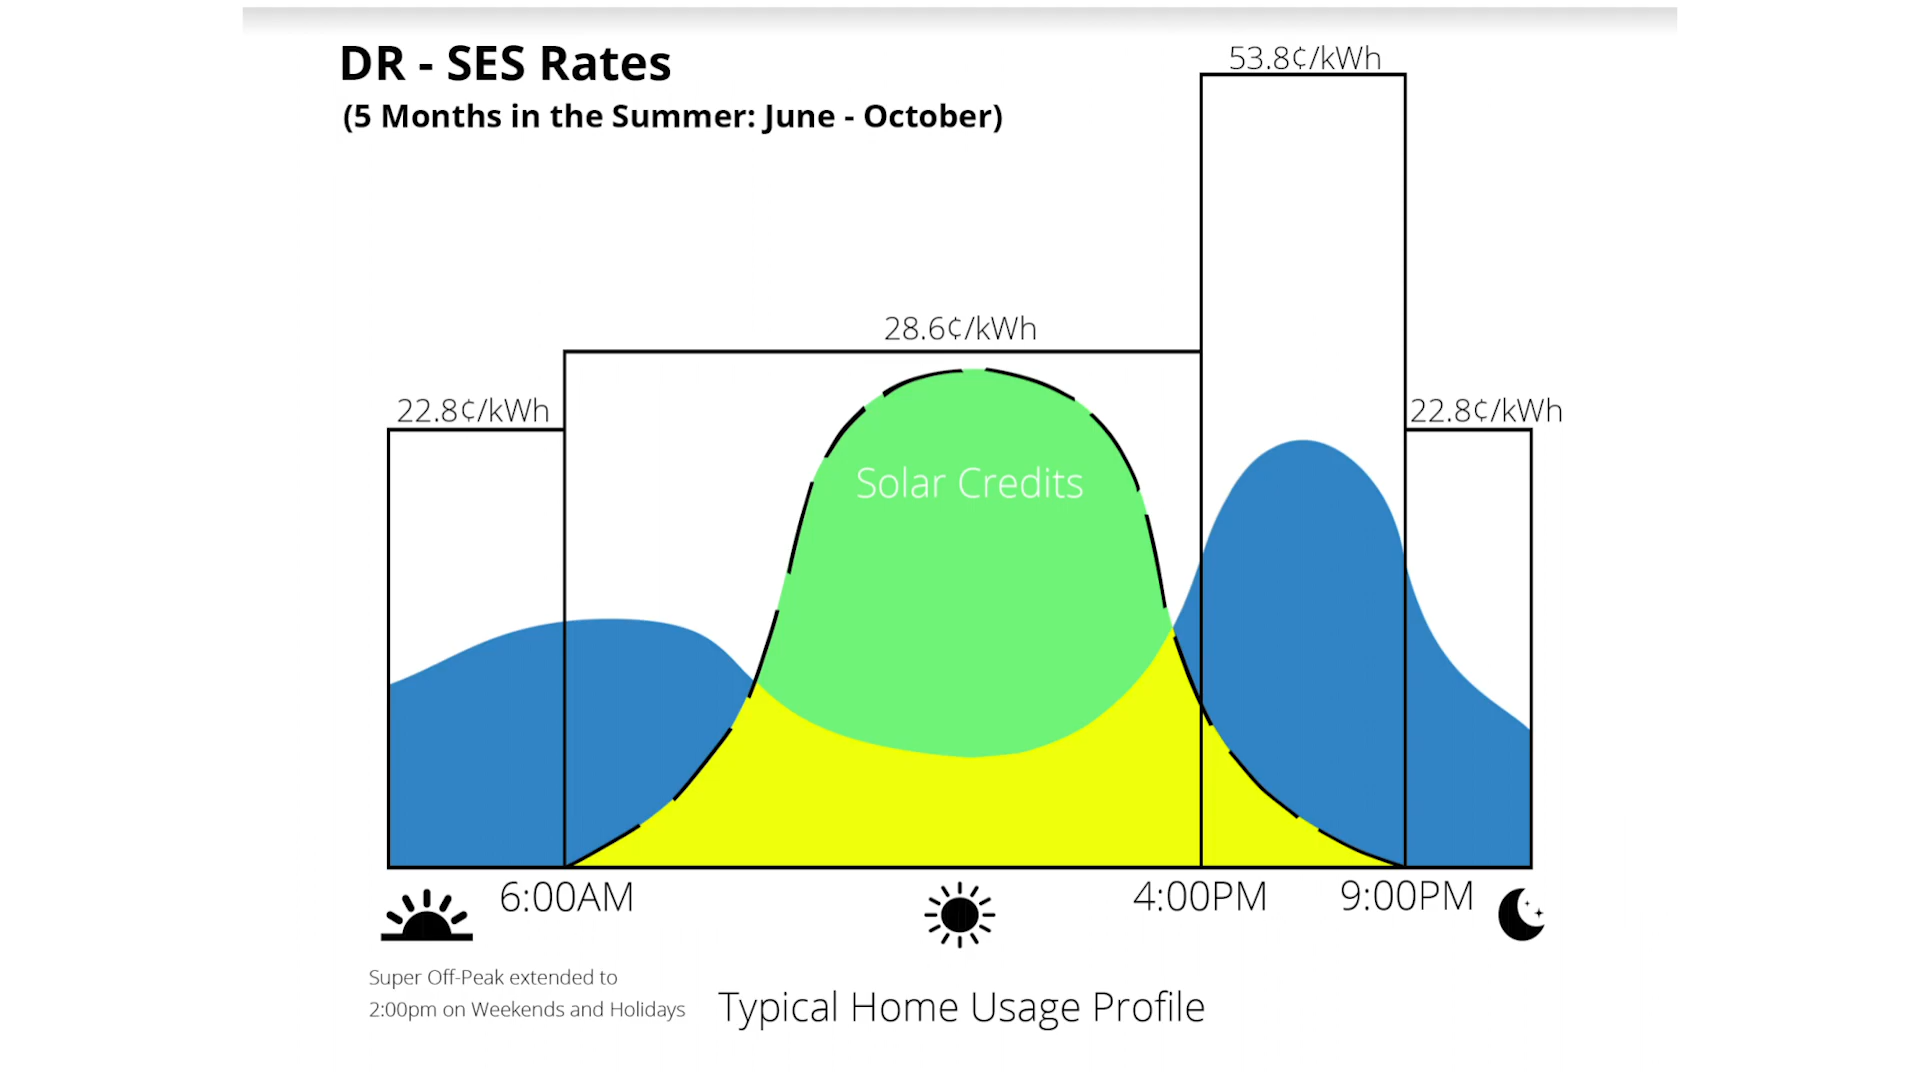 DR - SES Rates
(5 Months in the Summer: June - October)
53.8¢/kWh
28.6¢/kWh
22.8¢/kWh
22.8¢/kWh
Solar Credits
6:00AM
4:00PM
9:00PM
Super Off-Peak extended to
2:00pm on Weekends and Holidays
Typical Home Usage Profile